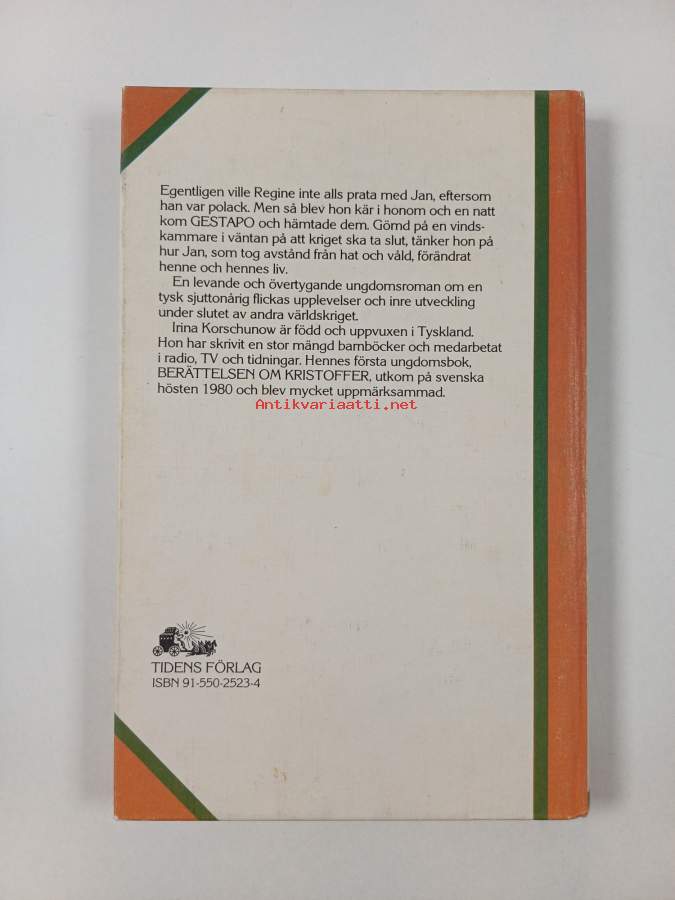 Egentligen ville Regine inte alls prata med Jan, eftersom
han var polack. Men så blev hon kär i honom och en natt
kom GESTAPO och hämtade dem. Gömd på en vinds-
kammare i väntan på att kriget ska ta slut, tänker hon på
hur Jan, som tog avstånd från hat och våld, förändrat
henne och hennes liv.
En levande och övertygande ungdomsroman om en
tysk sjuttonårig flickas upplevelser och inre utveckling
under slutet av andra världskriget.
Irina Korschunow är född och uppvuxen i Tyskland.
Hon har skrivit en stor mängd barnböcker och medarbetat
i radio, TV och tidningar. Hennes första ungdomsbok,
BERÄTTELSEN OM KRISTOFFER, utkom på svenska
hösten 1980 och blev mycket uppmärksammad.
Antikvariaatti.net
TIDENS FÖRLAG
ISBN 91-550-2523-4